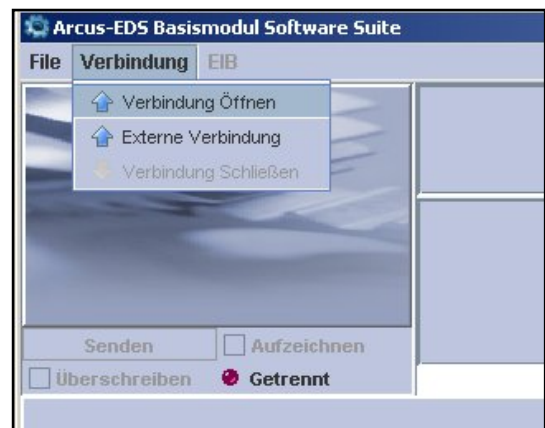 Arcus-EDS Basismodul Software Suite
File Verbindung EIB
Verbindung Öffnen
Externe Verbindung
Verbindung Schließen
Senden Aufzeichnen
Überschreiben Getrennt